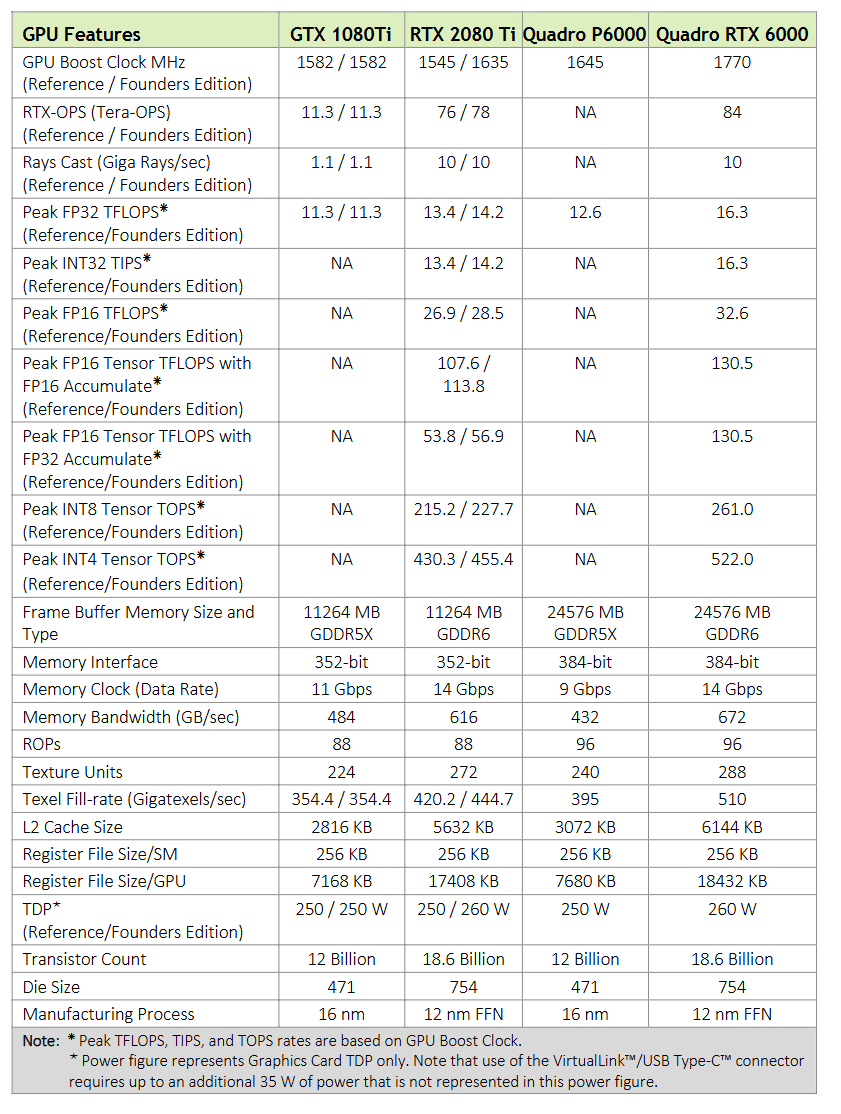 GPU Features GTX 1080Ti RTX 2080 Ti Quadro P6000 Quadro RTX 6000
GPU Boost Clock MHz 1582 / 1582 1545 / 1635 1645 1770
(Reference / Founders Edition)
RTX-OPS (Tera-OPS) 11.3 / 11.3 76 / 78 NA 84
(Reference / Founders Edition)
Rays Cast (Giga Rays/sec) 1.1 / 1.1 10 / 10 NA 10
(Reference / Founders Edition)
Peak FP32 TFLOPS* 11.3 / 11.3 13.4 / 14.2 12.6 16.3
(Reference/Founders Edition)
Peak INT32 TIPS* NA 13.4 / 14.2 NA 16.3
(Reference/Founders Edition)
Peak FP16 TFLOPS* NA 26.9 / 28.5 NA 32.6
(Reference/Founders Edition)
Peak FP16 Tensor TFLOPS with NA 107.6 / NA 130.5
FP16 Accumulate* 113.8
(Reference/Founders Edition)
Peak FP16 Tensor TFLOPS with NA 53.8 / 56.9 NA 130.5
FP32 Accumulate*
(Reference/Founders Edition)
Peak INT8 Tensor TOPS* NA 215.2 / 227.7 NA 261.0
(Reference/Founders Edition)
Peak INT4 Tensor TOPS* NA 430.3 / 455.4 NA 522.0
(Reference/Founders Edition)
Frame Buffer Memory Size and 11264 MB 11264 MB 24576 MB 24576 MB
Type GDDR5X GDDR6 GDDR5X GDDR6
Memory Interface 352-bit 352-bit 384-bit 384-bit
Memory Clock (Data Rate) 11 Gbps 14 Gbps 9 Gbps 14 Gbps
Memory Bandwidth (GB/sec) 484 616 432 672
ROPs 88 88 96 96
Texture Units 224 272 240 288
Texel Fill-rate (Gigatexels/sec) 354.4 / 354.4 420.2 / 444.7 395 510
L2 Cache Size 2816 KB 5632 KB 3072 KB 6144 KB
Register File Size/SM 256 KB 256 KB 256 KB 256 KB
Register File Size/GPU 7168 KB 17408 KB 7680 KB 18432 KB
TDP* 250 / 250 W 250 / 260 W 250 W 260 W
(Reference/Founders Edition)
Transistor Count 12 Billion 18.6 Billion 12 Billion 18.6 Billion
Die Size 471 754 471 754
Manufacturing Process 16 nm 12 nm FFN 16 nm 12 nm FFN
Note: * Peak TFLOPS, TIPS, and TOPS rates are based on GPU Boost Clock.
* Power figure represents Graphics Card TDP only. Note that use of the VirtualLink™/USB Type-C™ connector
requires up to an additional 35 W of power that is not represented in this power figure.